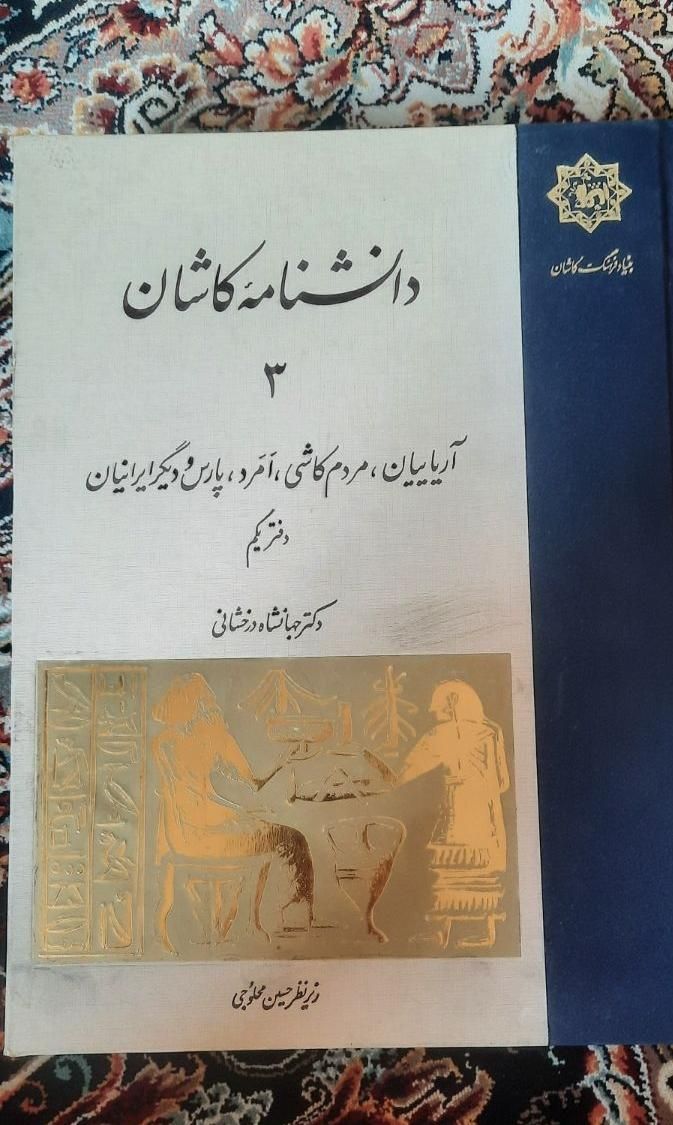 بنیاد فرهنگ کاشان
دانشنامهٔ کاشان
۳
آریاییان، مردم کاشی، اَمَرد، پارس و دیگر ایرانیان
دفتر یکم
دکتر جهانشاه درخشانی
زیر نظر حسین محلوجی